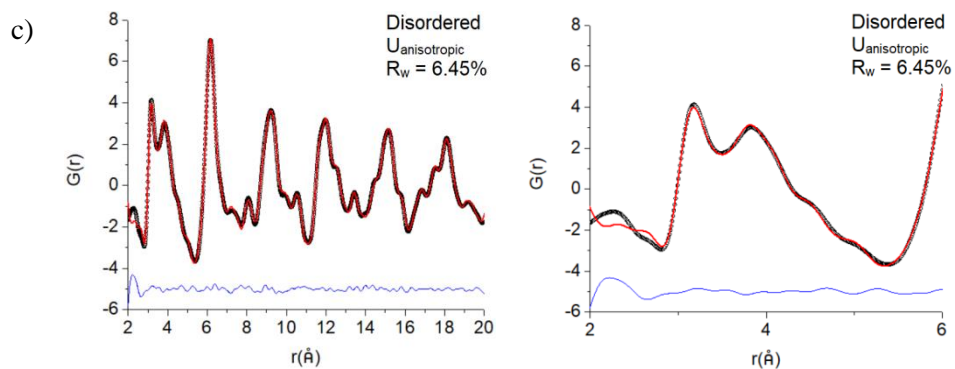 c)
8
6
4
2
0
-2
-4
-6
G(r)
Disordered
Uanisotropic
Rw = 6.45%
2 4 6 8 10 12 14 16 18 20
r(Å)
8
6
4
2
0
-2
-4
-6
G(r)
Disordered
Uanisotropic
Rw = 6.45%
2 4 6
r(Å)